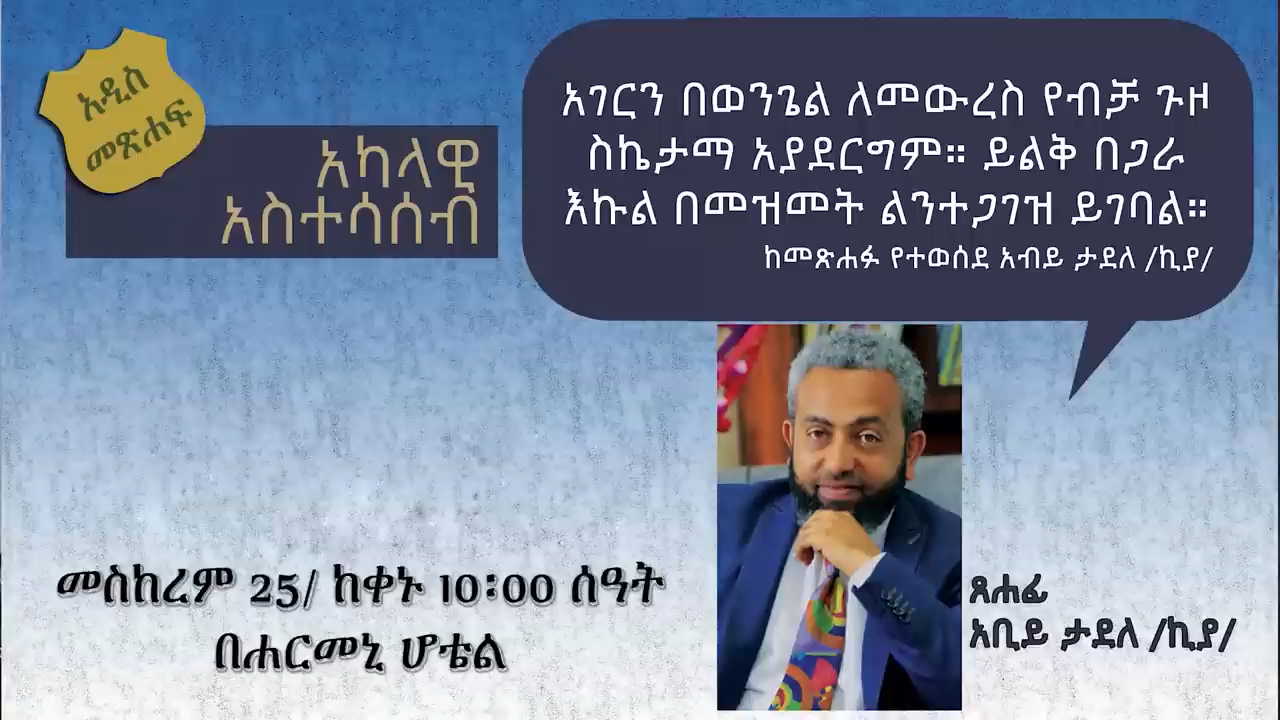 አዲስ
መጽሐፍ
አካላዊ
አስተሳሰብ
አገርን በወንጌል ለመውረስ የብቻ ጉዞ
ስኬታማ አያደርግም። ይልቅ በጋራ
እኩል በመዝመት ልንተጋገዝ ይገባል።
ከመጽሐፉ የተወሰደ አብይ ታደለ /ኪያ/
መስከረም 25/ ከቀኑ 10፡00 ሰዓት
በሐርመኒ ሆቴል
ጸሐፊ
አቢይ ታደለ /ኪያ/